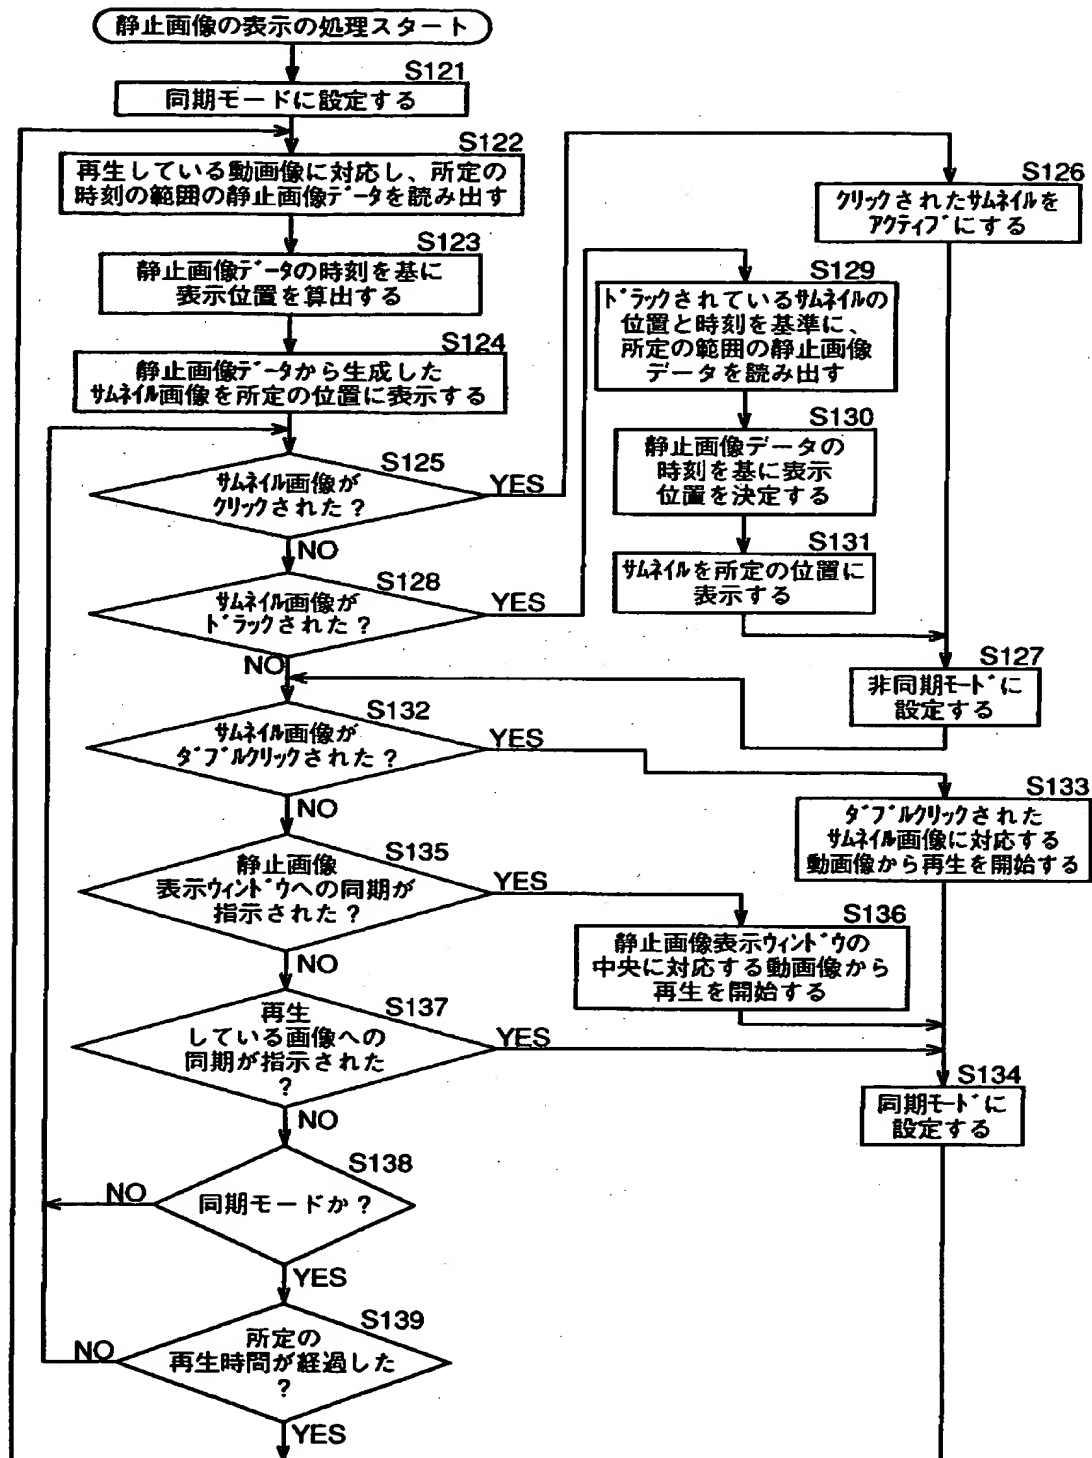 静止画像の表示の処理スタート
S121
同期モードに設定する
S122
再生している動画像に対応し、所定の
時刻の範囲の静止画像データを読み出す
S123
静止画像データの時刻を基に
表示位置を算出する
S124
静止画像データから生成した
サムネイル画像を所定の位置に表示する
S125
サムネイル画像が
クリックされた?
YES
NO
S126
クリックされたサムネイルを
アクティブにする
S128
サムネイル画像が
ドラックされた?
YES
NO
S129
ドラックされているサムネイルの
位置と時刻を基準に、
所定の範囲の静止画像
データを読み出す
S130
静止画像データの
時刻を基に表示
位置を決定する
S131
サムネイルを所定の位置に
表示する
S127
非同期モードに
設定する
S132
サムネイル画像が
ダブルクリックされた?
YES
NO
S133
ダブルクリックされた
サムネイル画像に対応する
動画像から再生を開始する
S135
静止画像
表示ウィンドウへの同期が
指示された?
YES
NO
S136
静止画像表示ウィンドウの
中央に対応する動画像から
再生を開始する
S137
再生
している画像への
同期が指示された
?
YES
NO
S134
同期モードに
設定する
S138
同期モードか?
NO
YES
S139
所定の
再生時間が経過した
?
NO
YES